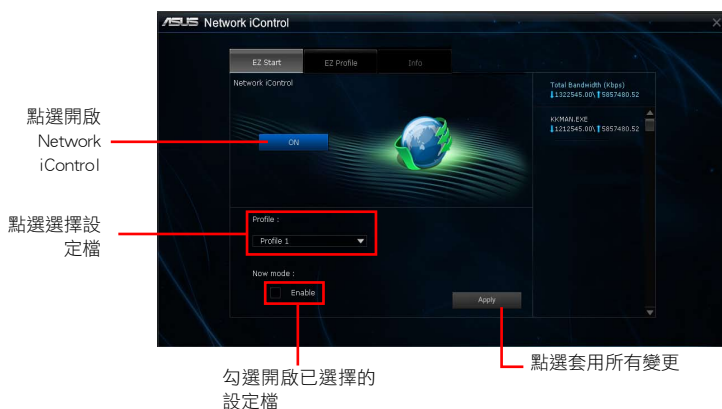 ASUS Network iControl
EZ Start
EZ Profile
Info
Network iControl
ON
Total Bandwidth (Kbps)
1322545.00\ 5857480.52
KKMAN.EXE
1212545.00\ 5857480.52
點選開啟
Network
iControl
點選選擇設
定檔
Profile :
Profile 1
Now mode :
Enable
Apply
勾選開啟已選擇的
設定檔
點選套用所有變更